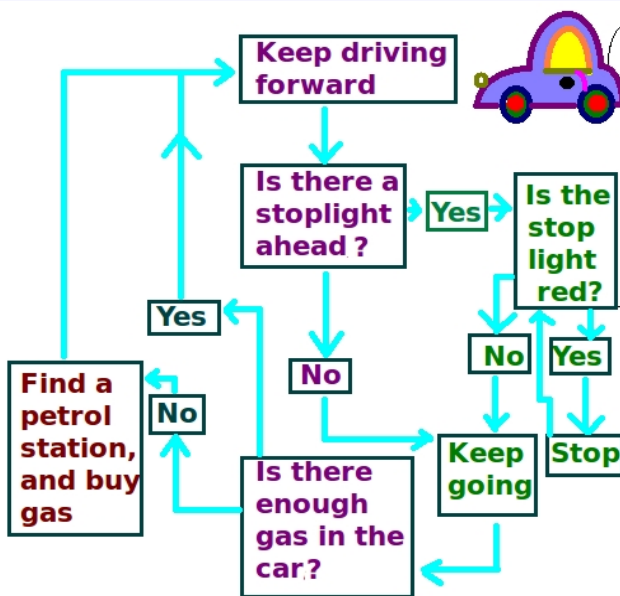 Keep driving
forward
Is there a
stoplight
ahead ?
Yes
Is the
stop
light
red?
Yes
No
No
Yes
Find a
petrol
station,
and buy
gas
No
Keep
going
Stop
Is there
enough
gas in the
car,?